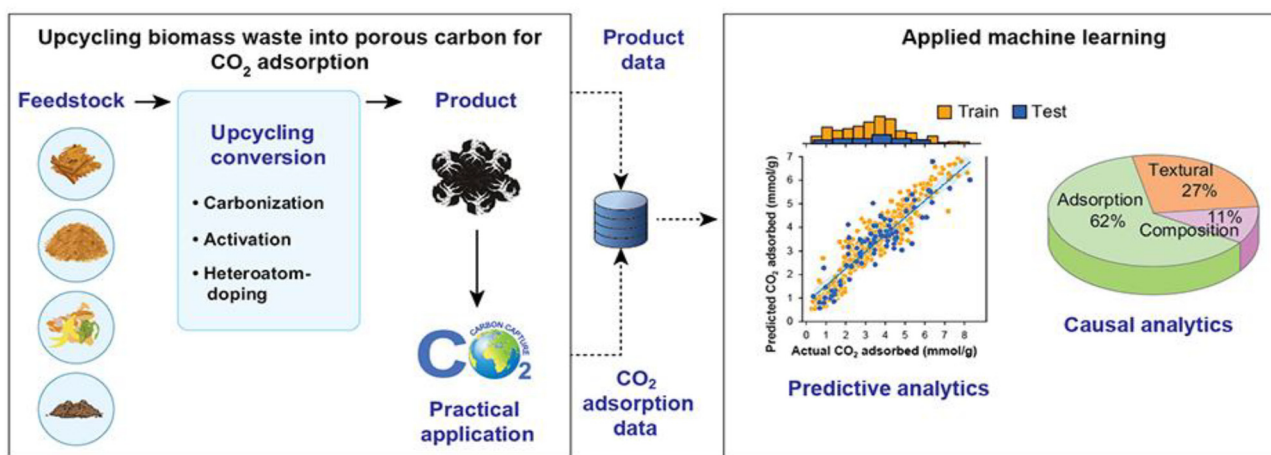 Upcycling biomass waste into porous carbon for
CO₂ adsorption
Feedstock
Upcycling
conversion
• Carbonization
• Activation
• Heteroatom-
doping
Product
CARBON CAPTURE
CO₂
Practical
application
Product
data
CO₂
adsorption
data
Applied machine learning
Train
Test
Predicted CO₂ adsorbed (mmol/g)
7
6
5
4
3
2
1
0
0 1 2 3 4 5 6 7 8
Actual CO₂ adsorbed (mmol/g)
Predictive analytics
Adsorption
62%
Textural
27%
11%
Composition
Causal analytics